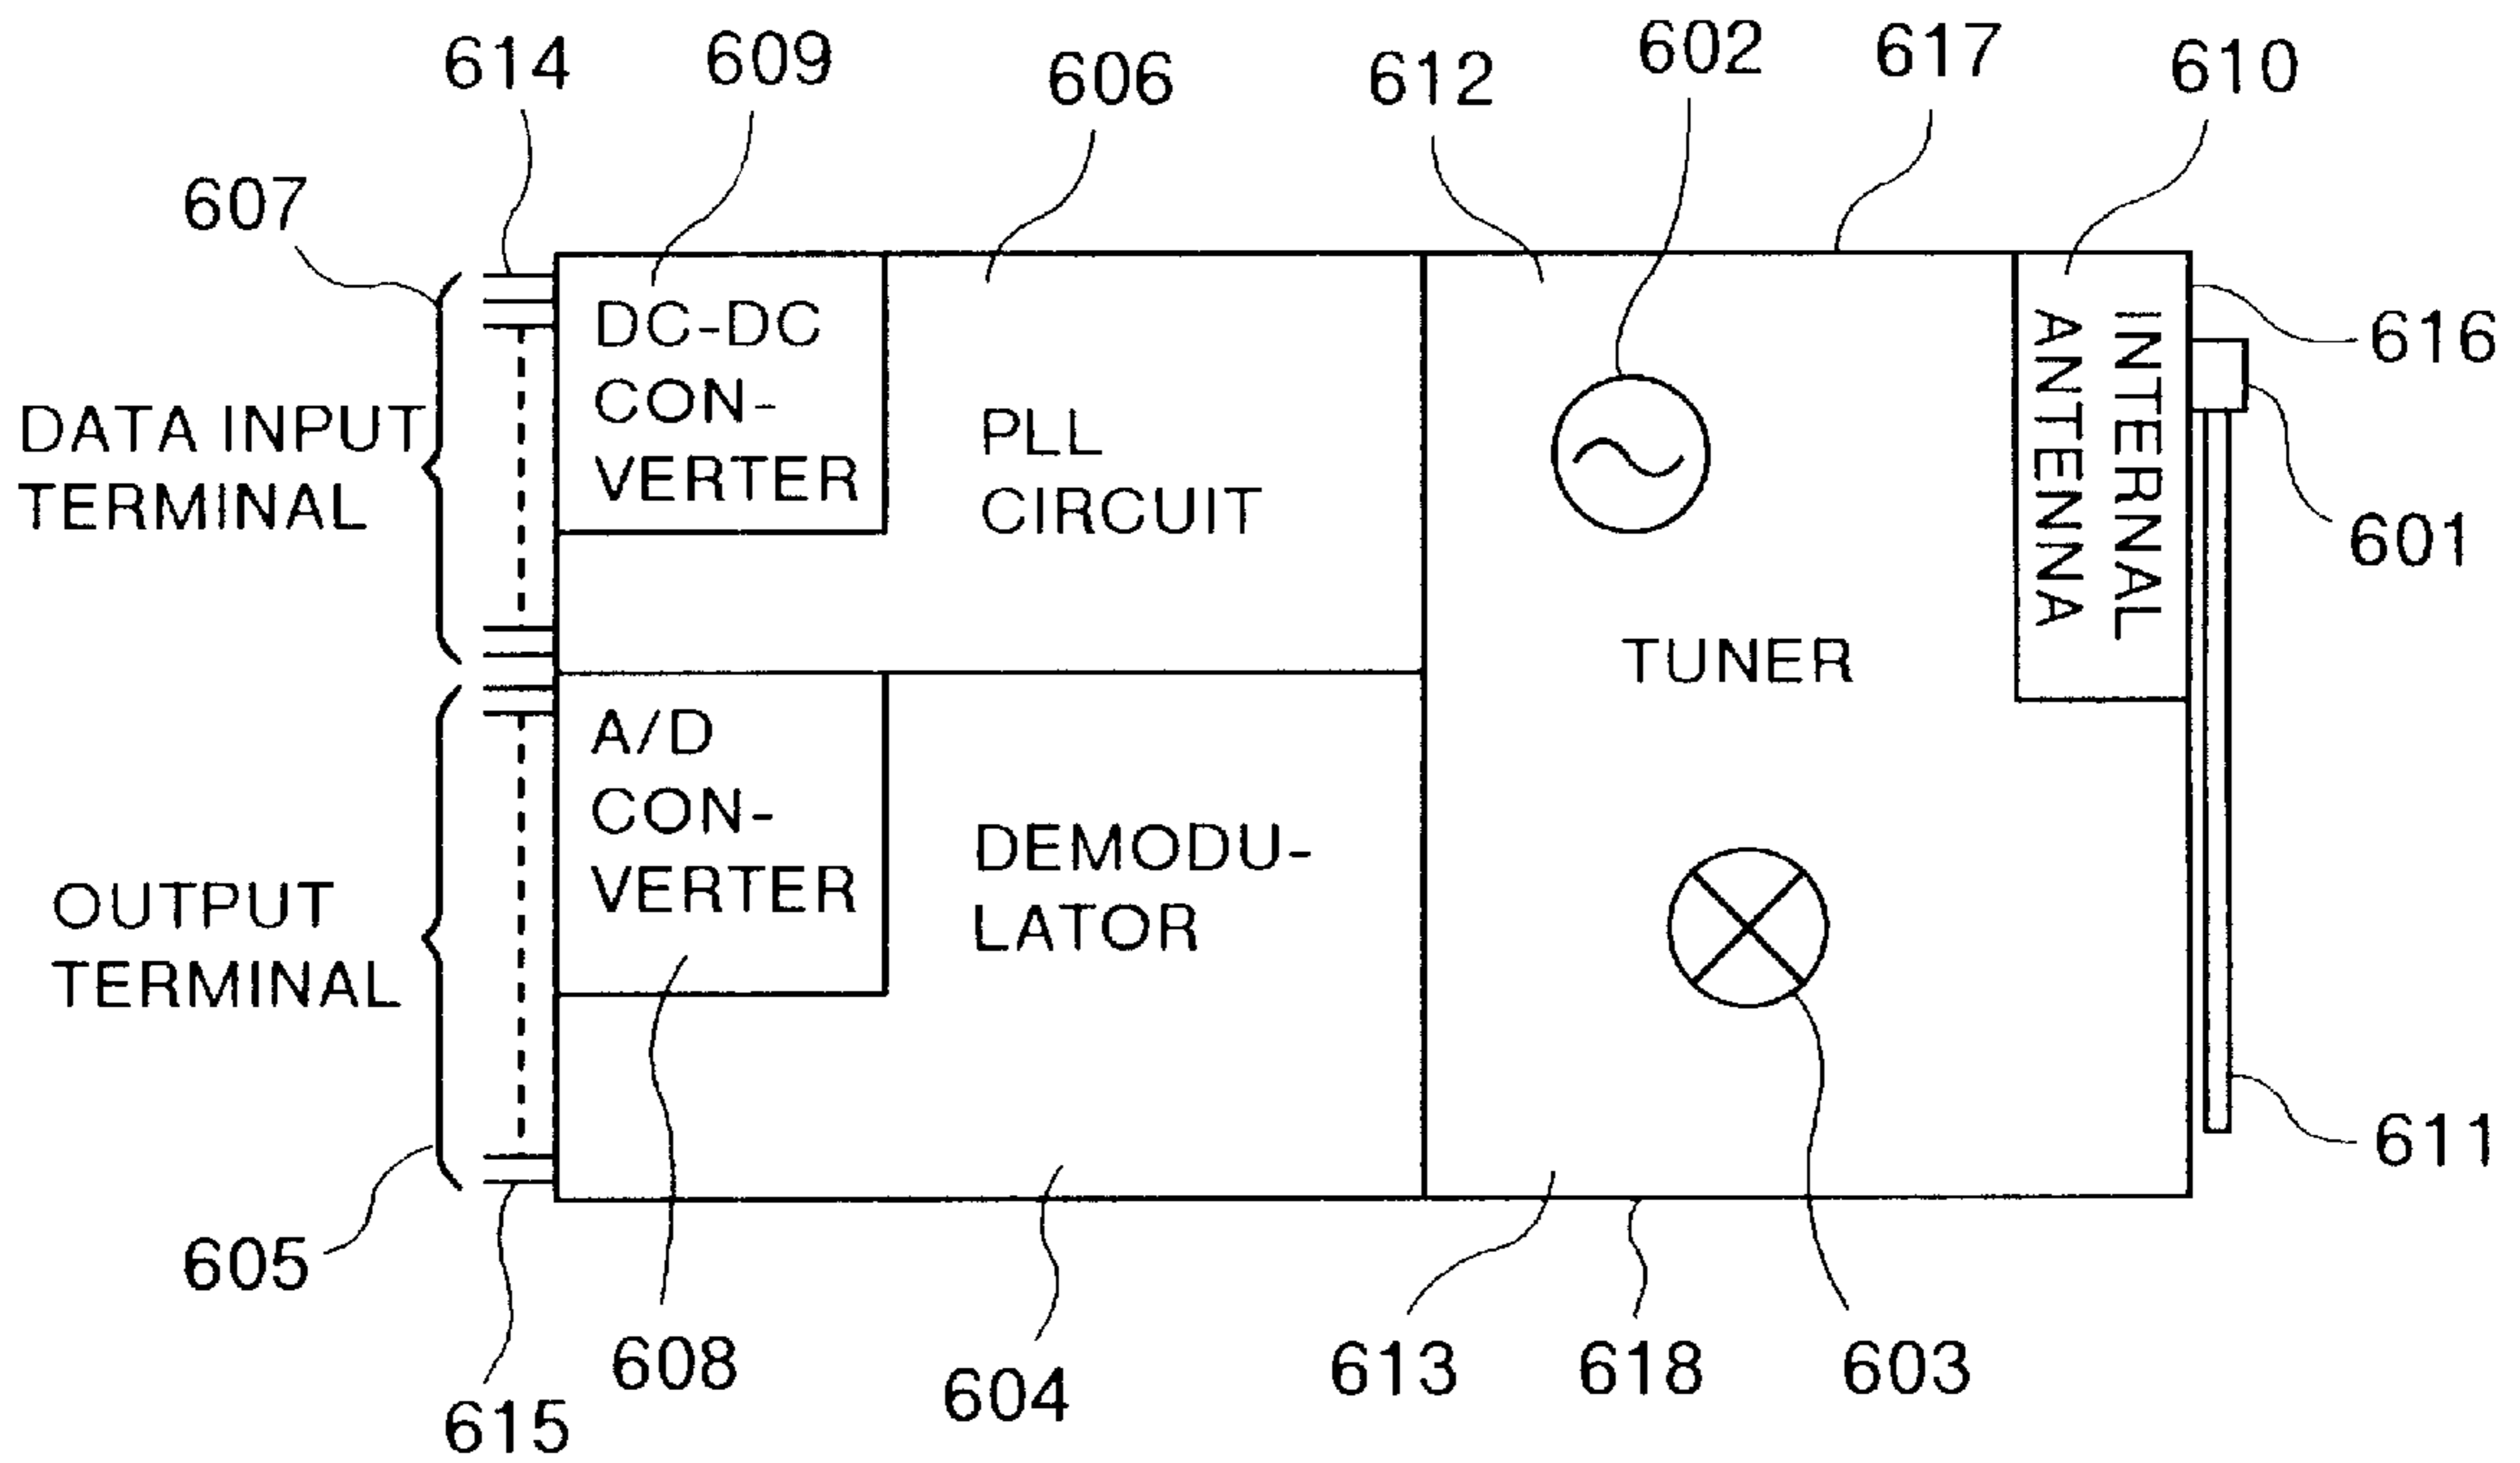 614
609
606
612
602
617
610
607
616
601
DATA INPUT
TERMINAL
DC-DC
CON-
VERTER
PLL
CIRCUIT
INTERNAL
ANTENNA
TUNER
A/D
CON-
VERTER
DEMODU-
LATOR
OUTPUT
TERMINAL
611
605
615
608
604
613
618
603